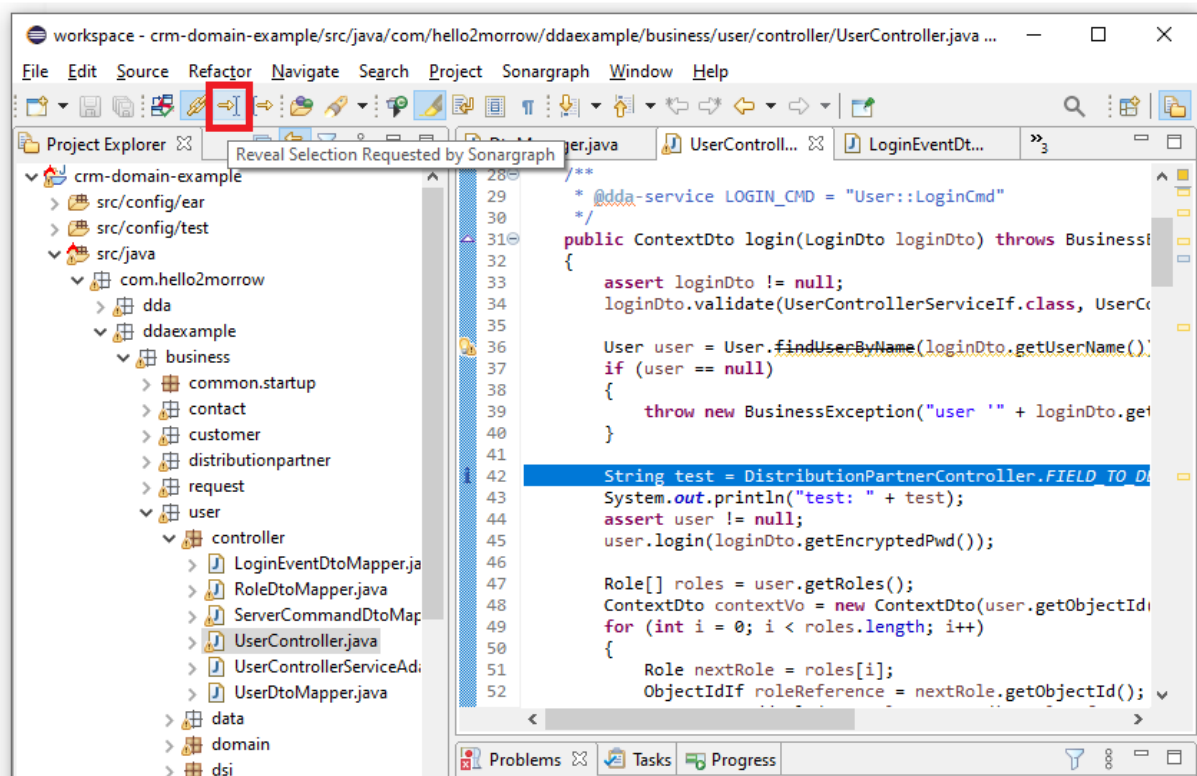 workspace - crm-domain-example/src/java/com/hello2morrow/ddaexample/business/user/controller/UserController.java ...
File Edit Source Refactor Navigate Search Project Sonargraph Window Help
Project Explorer
Reveal Selection Requested by Sonargraph
crm-domain-example
src/config/ear
src/config/test
src/java
com.hello2morrow
dda
ddaexample
business
common.startup
contact
customer
distributionpartner
request
user
controller
LoginEventDtoMapper.ja
RoleDtoMapper.java
ServerCommandDtoMap
UserController.java
UserControllerServiceAda
UserDtoMapper.java
data
domain
dsi
ger.java UserControll... LoginEventDt... »3
28 /**
29 * @dda-service LOGIN_CMD = "User::LoginCmd"
30 */
31 public ContextDto login(LoginDto loginDto) throws BusinessE
32 {
33 assert loginDto != null;
34 loginDto.validate(UserControllerServiceIf.class, UserCo
35
36 User user = User.findUserByName(loginDto.getUserName())
37 if (user == null)
38 {
39 throw new BusinessException("user '" + loginDto.get
40 }
41
42 String test = DistributionPartnerController.FIELD_TO_DE
43 System.out.println("test: " + test);
44 assert user != null;
45 user.login(loginDto.getEncryptedPwd());
46
47 Role[] roles = user.getRoles();
48 ContextDto contextVo = new ContextDto(user.getObjectId(
49 for (int i = 0; i < roles.length; i++)
50 {
51 Role nextRole = roles[i];
52 ObjectIdIf roleReference = nextRole.getObjectId();
Problems Tasks Progress